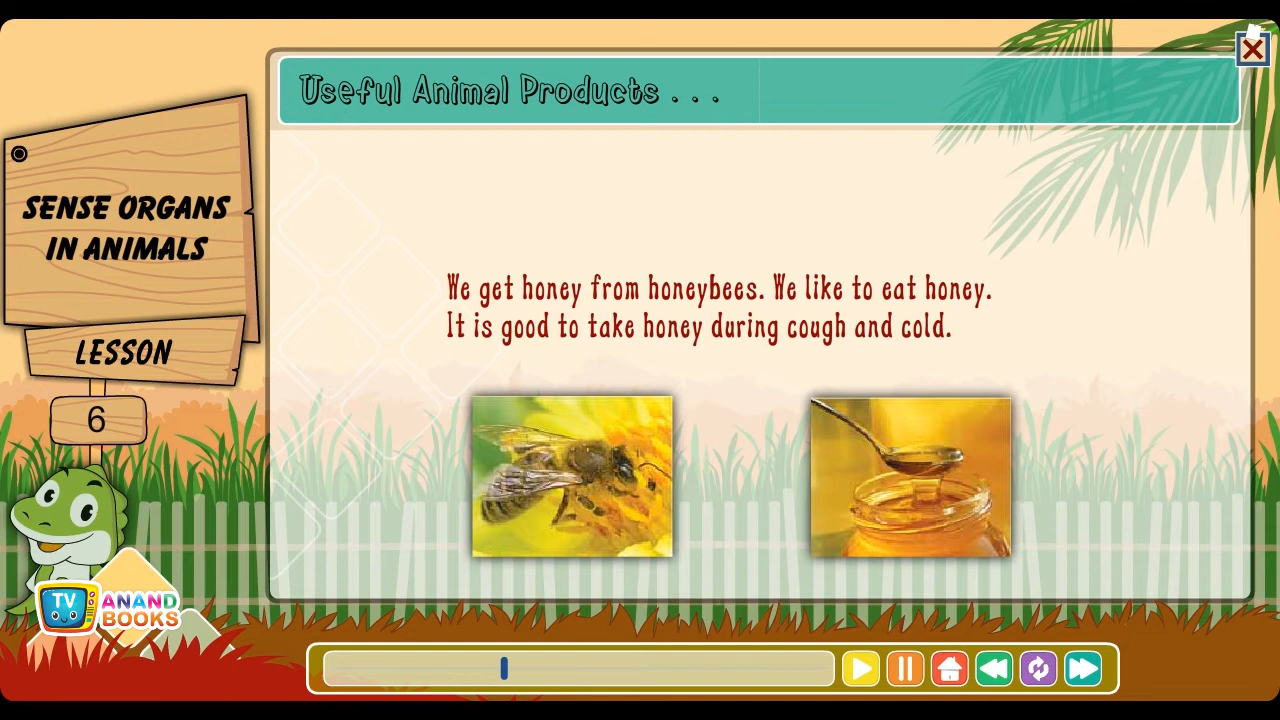 Useful Animal Products . . .
SENSE ORGANS
IN ANIMALS
LESSON
6
We get honey from honeybees. We like to eat honey.
It is good to take honey during cough and cold.
TV
ANAND
BOOKS